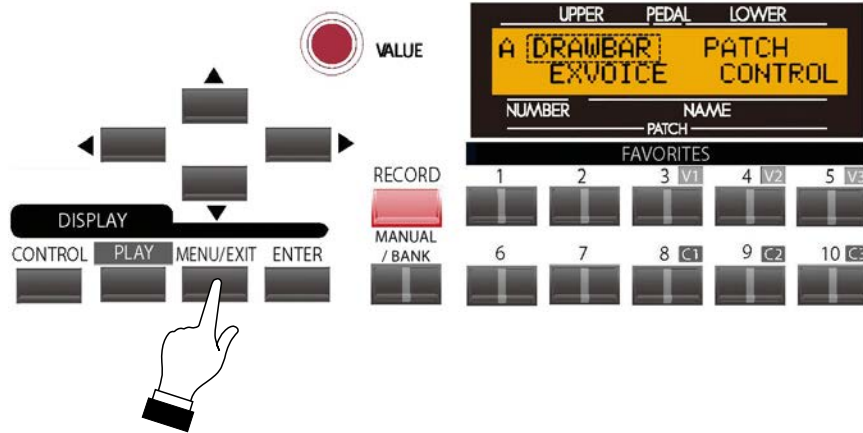 UPPER PEDAL LOWER
VALUE
A DRAWBAR PATCH
EXVOICE CONTROL
NUMBER NAME
PATCH
FAVORITES
RECORD
1 2 3 V1 4 V2 5 V3
DISPLAY
MANUAL
/ BANK
CONTROL PLAY MENU/EXIT ENTER
6 7 8 C1 9 C2 10 C3